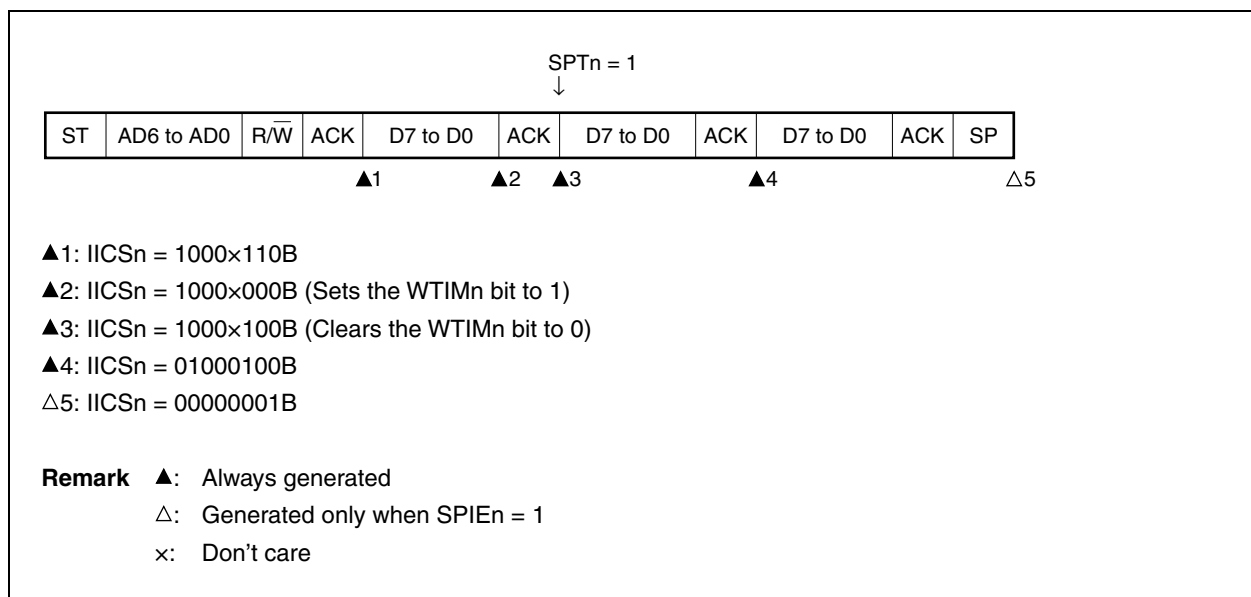 SPTn = 1
↓
ST AD6 to AD0 R/W̅ ACK D7 to D0 ACK D7 to D0 ACK D7 to D0 ACK SP
▲1 ▲2 ▲3 ▲4 △5
▲1: IICSn = 1000×110B
▲2: IICSn = 1000×000B (Sets the WTIMn bit to 1)
▲3: IICSn = 1000×100B (Clears the WTIMn bit to 0)
▲4: IICSn = 01000100B
△5: IICSn = 00000001B
Remark ▲: Always generated
△: Generated only when SPIEn = 1
×: Don't care